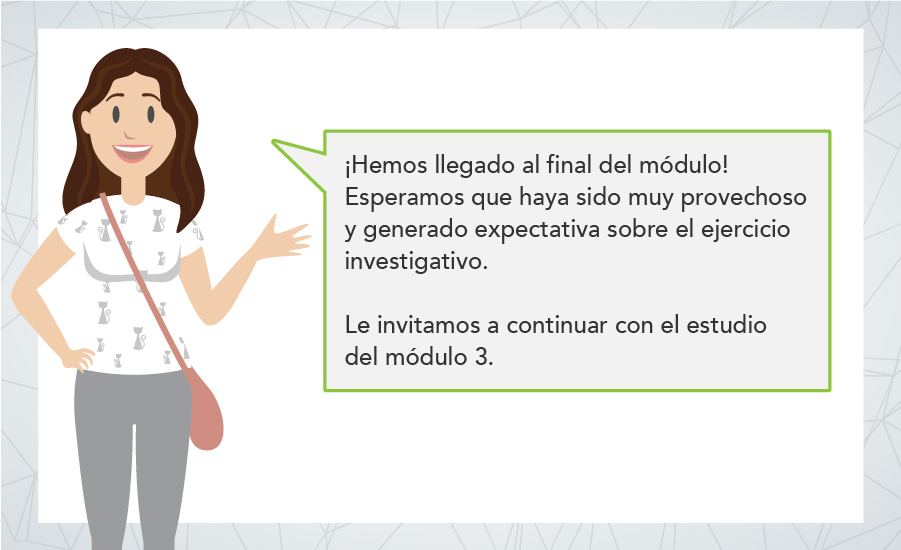 ¡Hemos llegado al final del módulo!
Esperamos que haya sido muy provechoso
y generado expectativa sobre el ejercicio
investigativo.
Le invitamos a continuar con el estudio
del módulo 3.